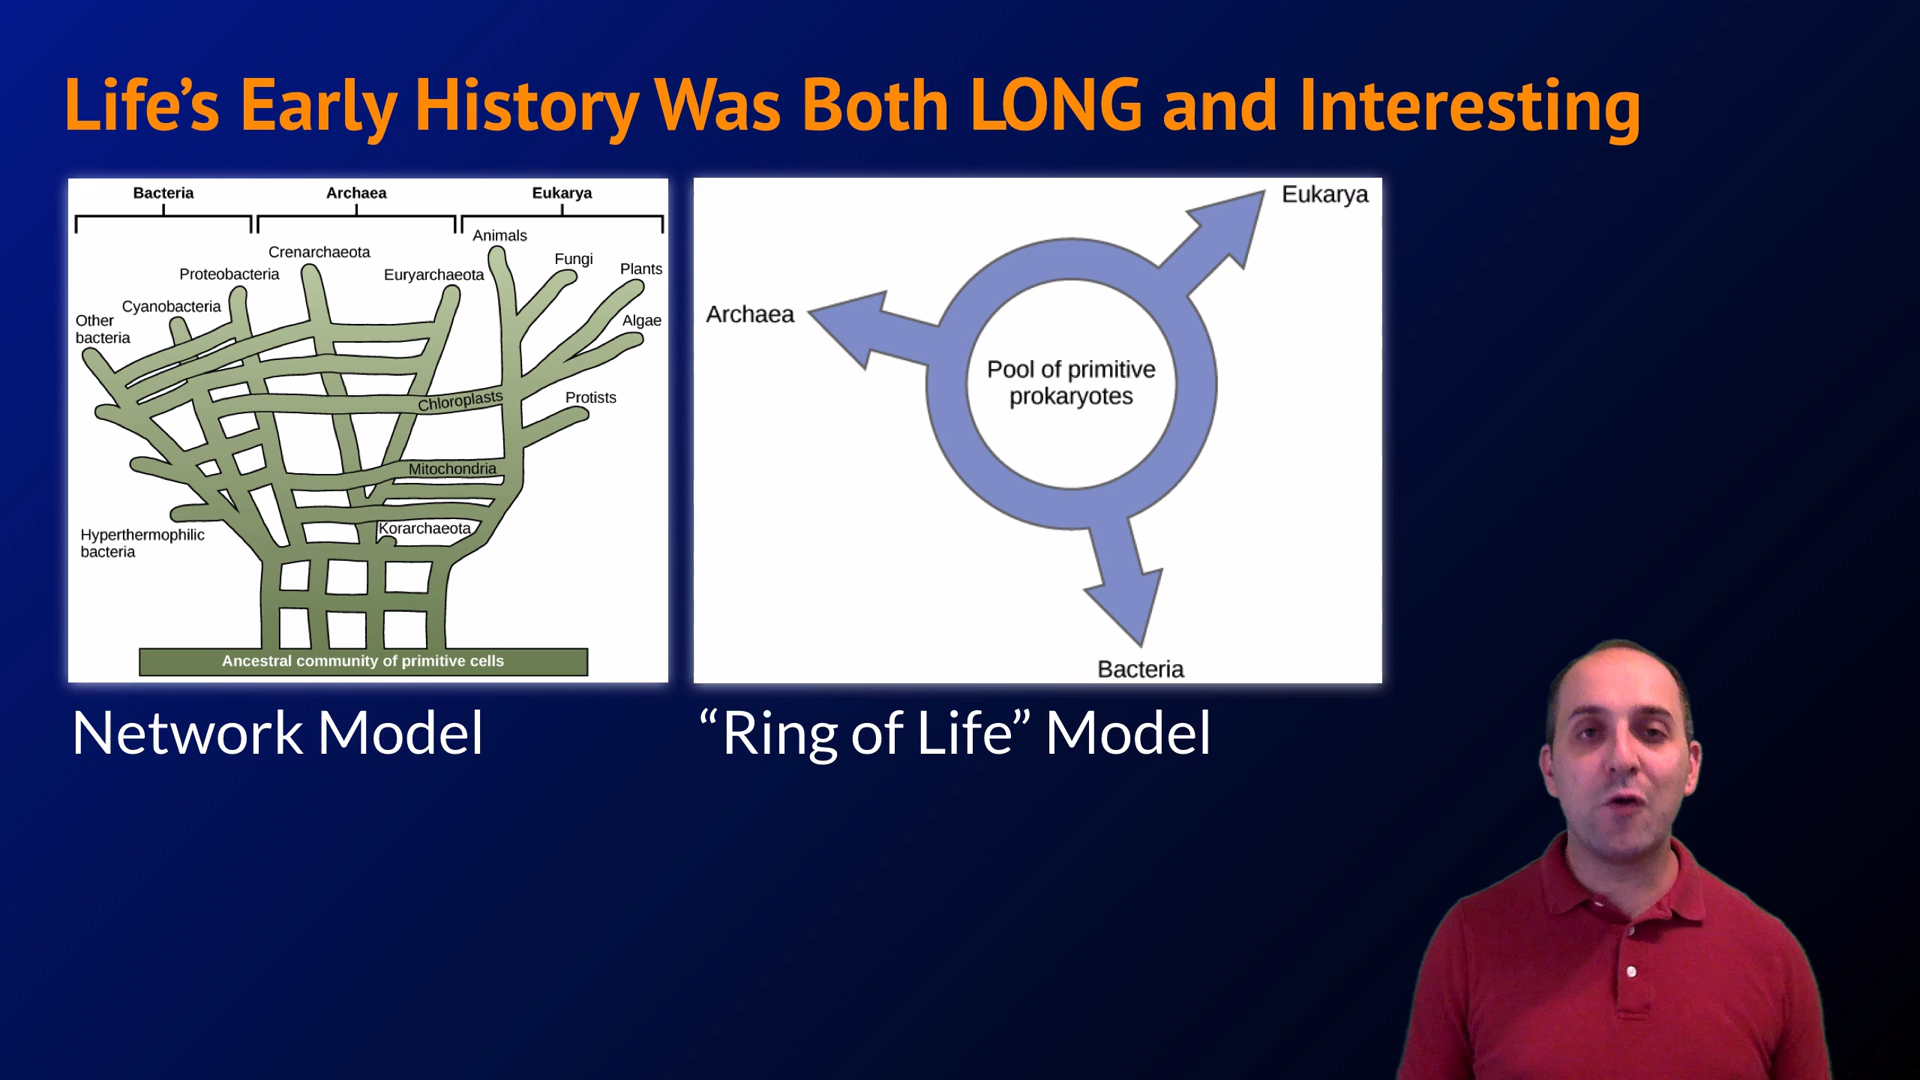 Life’s Early History Was Both LONG and Interesting
Bacteria
Archaea
Eukarya
Animals
Crenarchaeota
Fungi
Proteobacteria
Euryarchaeota
Plants
Cyanobacteria
Other
bacteria
Algae
Chloroplasts
Protists
Mitochondria
Korarchaeota
Hyperthermophilic
bacteria
Ancestral community of primitive cells
Network Model
Eukarya
Archaea
Pool of primitive
prokaryotes
Bacteria
“Ring of Life” Model